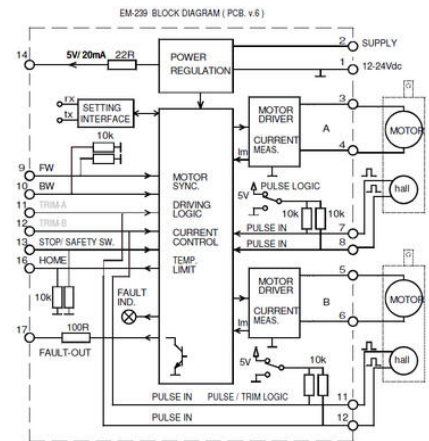 EM-239 BLOCK DIAGRAM ( PCB. v.6 )
14
5V/ 20mA
22R
POWER
REGULATION
2
SUPPLY
1
12-24Vdc
rx
tx
SETTING
INTERFACE
10k
MOTOR
DRIVER
CURRENT
MEAS.
A
Im
3
4
MOTOR
9
FW
10
BW
11
TRIM-A
12
TRIM-B
13
STOP/ SAFETY SW.
16
HOME
MOTOR
SYNC.
DRIVING
LOGIC
CURRENT
CONTROL
TEMP.
LIMIT
5V
PULSE LOGIC
10k
10k
hall
PULSE IN
7
PULSE IN
8
10k
FAULT
IND.
MOTOR
DRIVER
CURRENT
MEAS.
B
Im
5
6
MOTOR
17
100R
FAULT-OUT
5V
10k
hall
PULSE IN
PULSE / TRIM LOGIC
11
PULSE IN
12